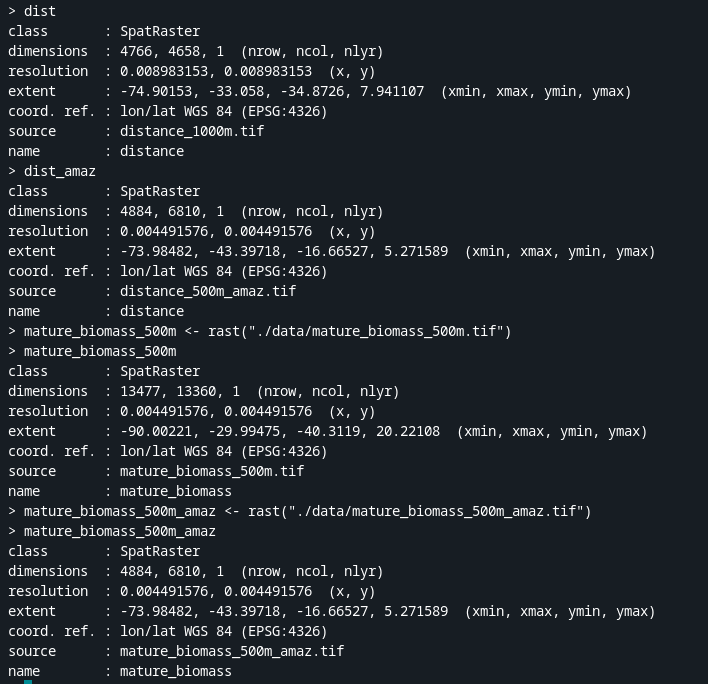 > dist
class       : SpatRaster
dimensions  : 4766, 4658, 1  (nrow, ncol, nlyr)
resolution  : 0.008983153, 0.008983153  (x, y)
extent      : -74.90153, -33.058, -34.8726, 7.941107  (xmin, xmax, ymin, ymax)
coord. ref. : lon/lat WGS 84 (EPSG:4326)
source      : distance_1000m.tif
name        : distance
> dist_amaz
class       : SpatRaster
dimensions  : 4884, 6810, 1  (nrow, ncol, nlyr)
resolution  : 0.004491576, 0.004491576  (x, y)
extent      : -73.98482, -43.39718, -16.66527, 5.271589  (xmin, xmax, ymin, ymax)
coord. ref. : lon/lat WGS 84 (EPSG:4326)
source      : distance_500m_amaz.tif
name        : distance
> mature_biomass_500m <- rast("./data/mature_biomass_500m.tif")
> mature_biomass_500m
class       : SpatRaster
dimensions  : 13477, 13360, 1  (nrow, ncol, nlyr)
resolution  : 0.004491576, 0.004491576  (x, y)
extent      : -90.00221, -29.99475, -40.3119, 20.22108  (xmin, xmax, ymin, ymax)
coord. ref. : lon/lat WGS 84 (EPSG:4326)
source      : mature_biomass_500m.tif
name        : mature_biomass
> mature_biomass_500m_amaz <- rast("./data/mature_biomass_500m_amaz.tif")
> mature_biomass_500m_amaz
class       : SpatRaster
dimensions  : 4884, 6810, 1  (nrow, ncol, nlyr)
resolution  : 0.004491576, 0.004491576  (x, y)
extent      : -73.98482, -43.39718, -16.66527, 5.271589  (xmin, xmax, ymin, ymax)
coord. ref. : lon/lat WGS 84 (EPSG:4326)
source      : mature_biomass_500m_amaz.tif
name        : mature_biomass